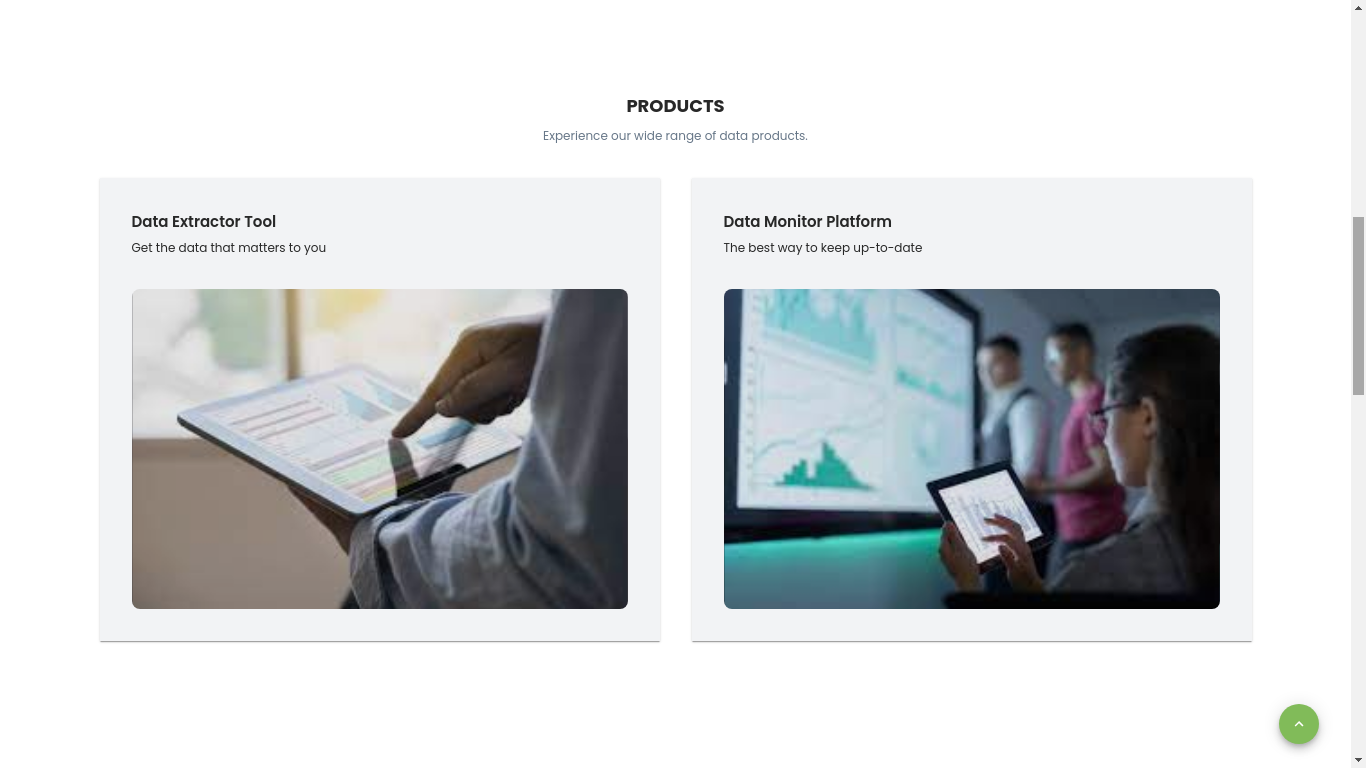 PRODUCTS
Experience our wide range of data products.
Data Extractor Tool
Get the data that matters to you
Data Monitor Platform
The best way to keep up-to-date